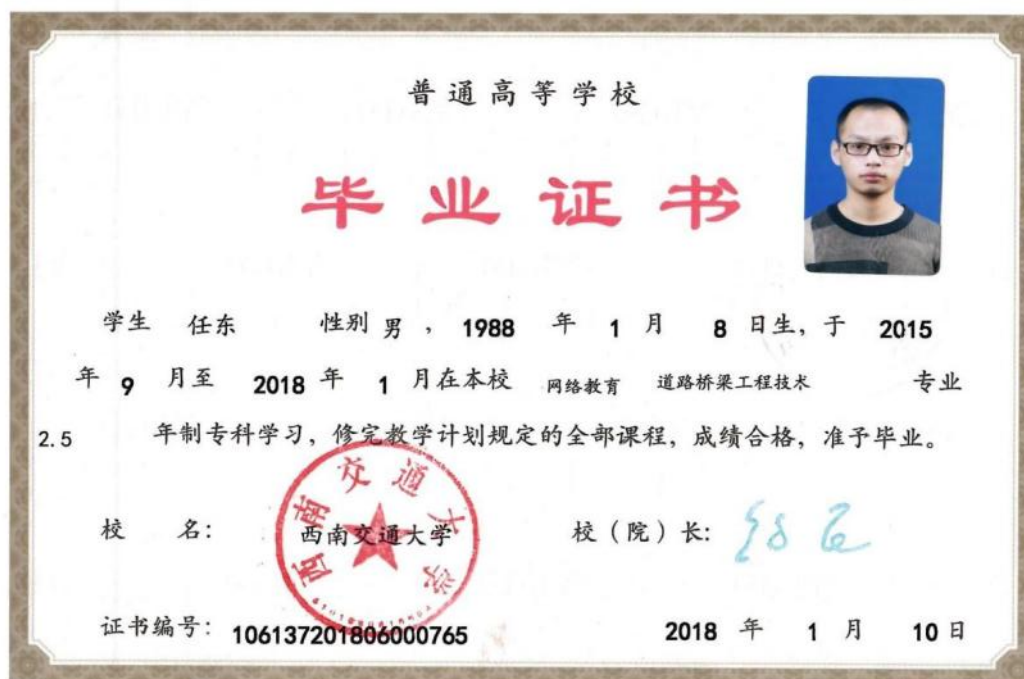 普通高等学校
毕业证书
学生 任东 性别 男 , 1988 年 1 月 8 日生, 于 2015
年 9 月至 2018 年 1 月在本校 网络教育 道路桥梁工程技术 专业
2.5 年制专科学习, 修完教学计划规定的全部课程, 成绩合格, 准予毕业。
西南交通大学
校 名: 西南交通大学 校(院)长:
证书编号: 106137201806000765 2018 年 1 月 10 日